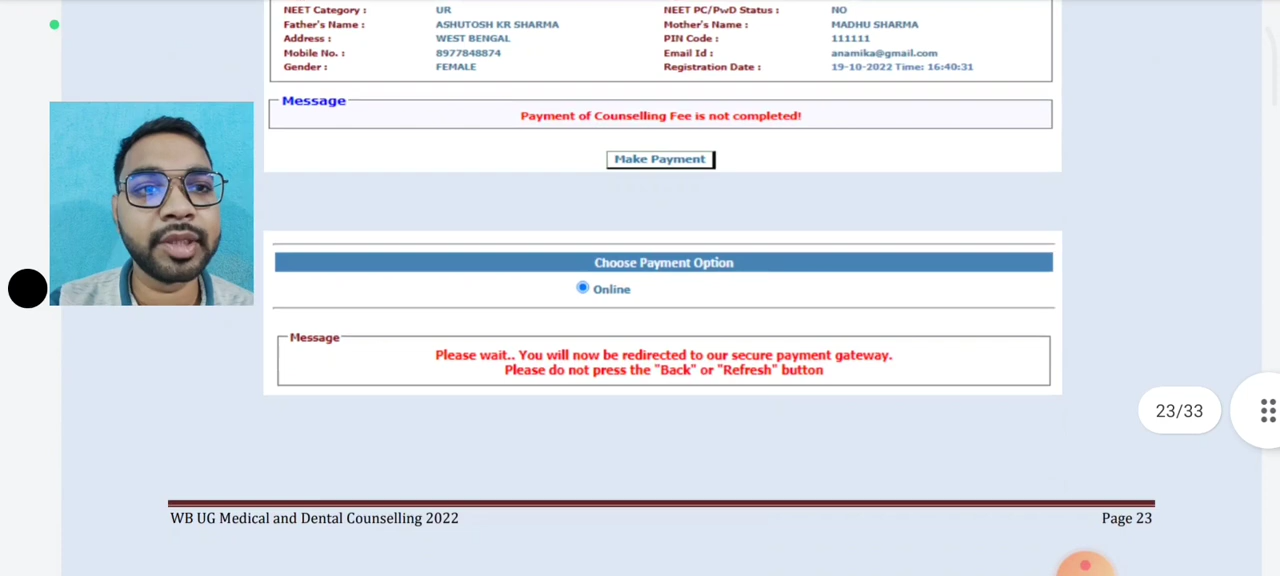 NEET Category : UR NEET PC/PwD Status : NO
Father's Name : ASHUTOSH KR SHARMA Mother's Name : MADHU SHARMA
Address : WEST BENGAL PIN Code : 111111
Mobile No. : 8977848874 Email Id : anamika@gmail.com
Gender : FEMALE Registration Date : 19-10-2022 Time: 16:40:31
Message
Payment of Counselling Fee is not completed!
Make Payment
Choose Payment Option
Online
Message
Please wait.. You will now be redirected to our secure payment gateway.
Please do not press the "Back" or "Refresh" button
23/33
WB UG Medical and Dental Counselling 2022 Page 23